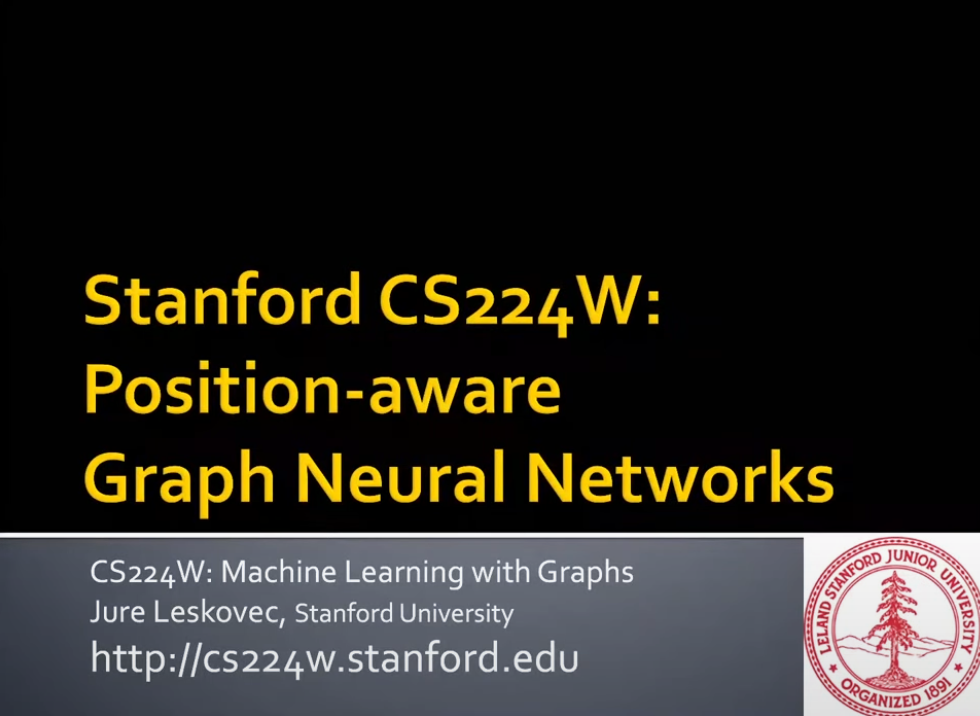 Stanford CS224W:
Position-aware
Graph Neural Networks
CS224W: Machine Learning with Graphs
Jure Leskovec, Stanford University
http://cs224w.stanford.edu
LELAND STANFORD JUNIOR UNIVERSITY
ORGANIZED 1891